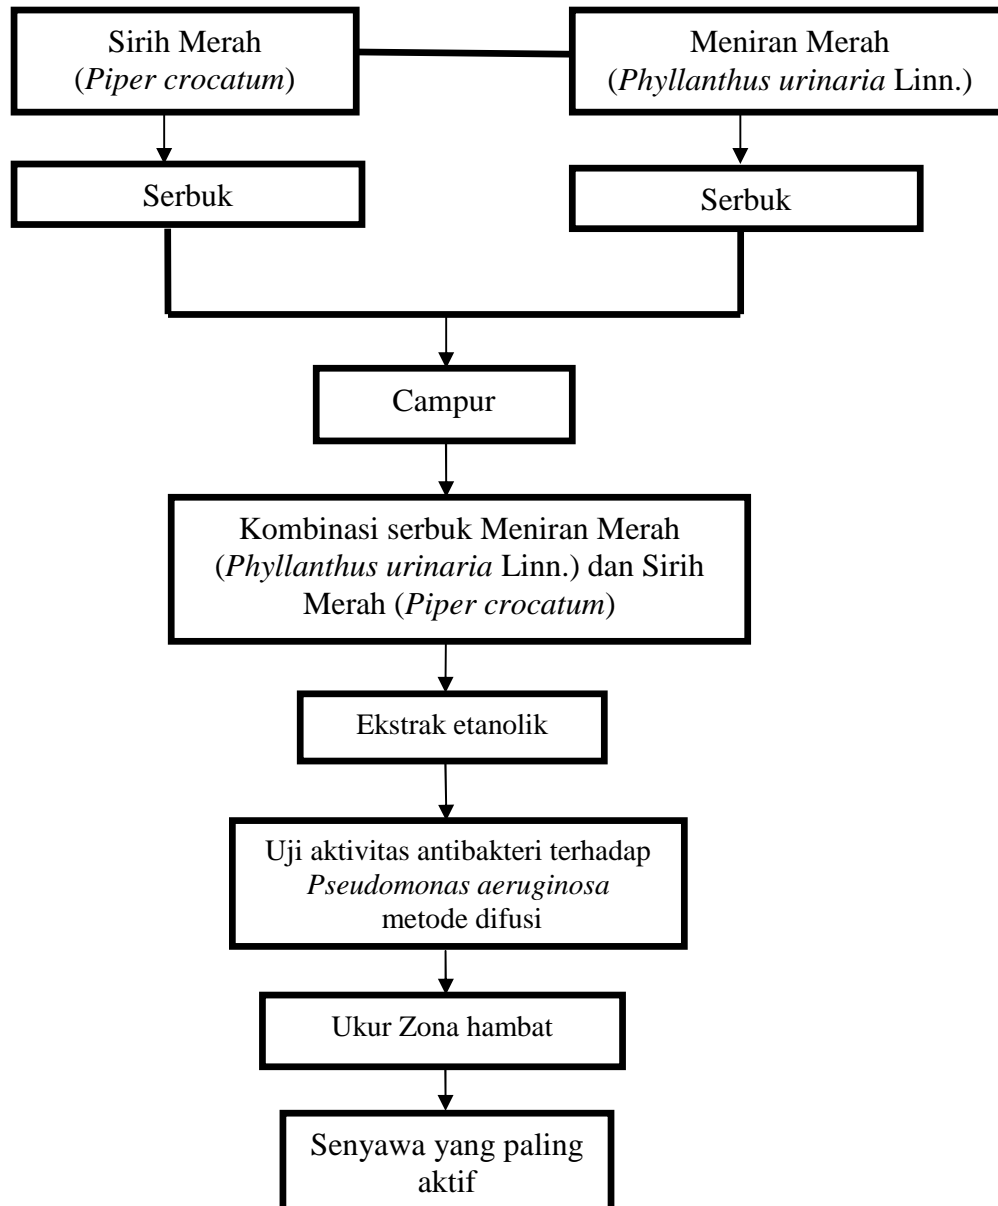 Sirih Merah
(Piper crocatum)
Meniran Merah
(Phyllanthus urinaria Linn.)
Serbuk
Serbuk
Campur
Kombinasi serbuk Meniran Merah
(Phyllanthus urinaria Linn.) dan Sirih
Merah (Piper crocatum)
Ekstrak etanolik
Uji aktivitas antibakteri terhadap
Pseudomonas aeruginosa
metode difusi
Ukur Zona hambat
Senyawa yang paling
aktif